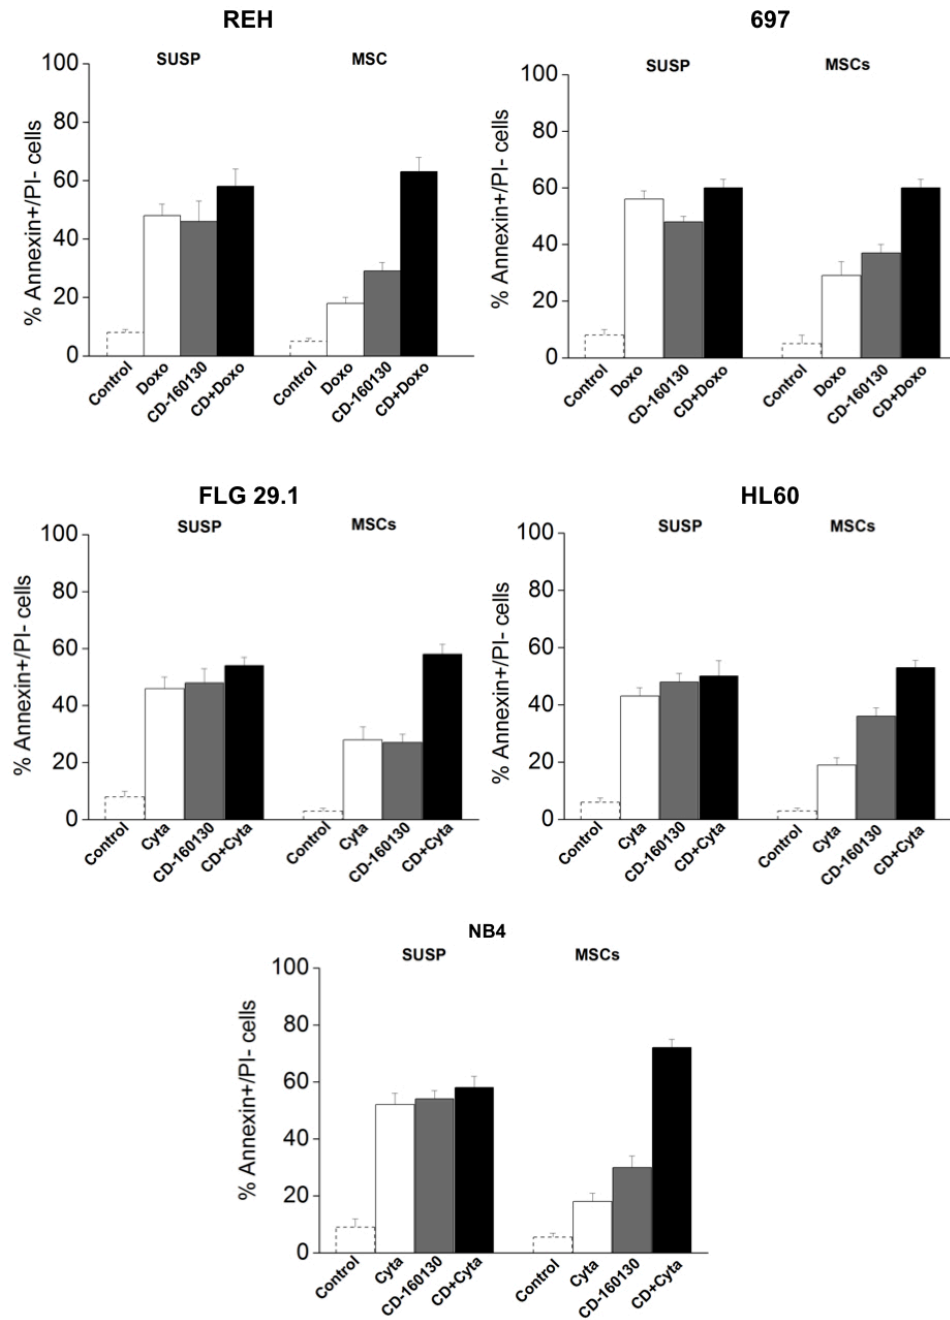 REH
SUSP MSC
% Annexin+/PI- cells
100
80
60
40
20
0
Control Doxo CD-160130 CD+Doxo Control Doxo CD-160130 CD+Doxo
697
SUSP MSCs
% Annexin+/PI- cells
100
80
60
40
20
0
Control Doxo CD-160130 CD+Doxo Control Doxo CD-160130 CD+Doxo
FLG 29.1
SUSP MSCs
% Annexin+/PI- cells
100
80
60
40
20
0
Control Cyta CD-160130 CD+Cyta Control Cyta CD-160130 CD+Cyta
HL60
SUSP MSCs
% Annexin+/PI- cells
100
80
60
40
20
0
Control Cyta CD-160130 CD+Cyta Control Cyta CD-160130 CD+Cyta
NB4
SUSP MSCs
% Annexin+/PI- cells
100
80
60
40
20
0
Control Cyta CD-160130 CD+Cyta Control Cyta CD-160130 CD+Cyta